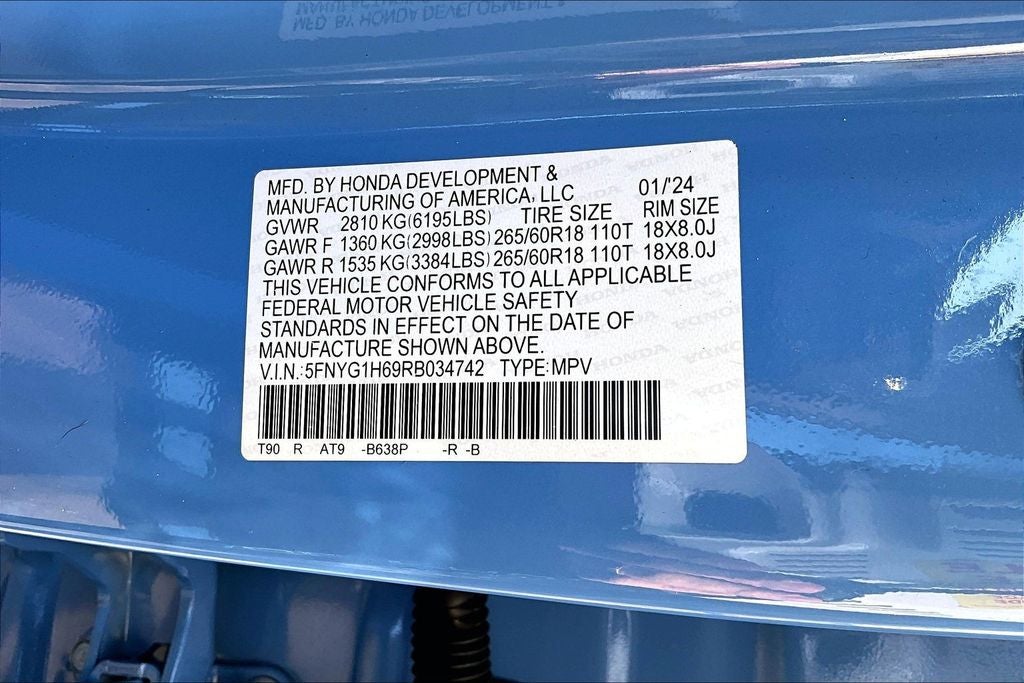 MFD. BY HONDA DEVELOPMENT &
MANUFACTURING OF AMERICA, LLC 01/'24
GVWR 2810 KG(6195LBS) TIRE SIZE RIM SIZE
GAWR F 1360 KG(2998LBS) 265/60R18 110T 18X8.0J
GAWR R 1535 KG(3384LBS) 265/60R18 110T 18X8.0J
THIS VEHICLE CONFORMS TO ALL APPLICABLE
FEDERAL MOTOR VEHICLE SAFETY
STANDARDS IN EFFECT ON THE DATE OF
MANUFACTURE SHOWN ABOVE.
V.I.N.:5FNYG1H69RB034742 TYPE:MPV
T90 R AT9 -B638P -R -B